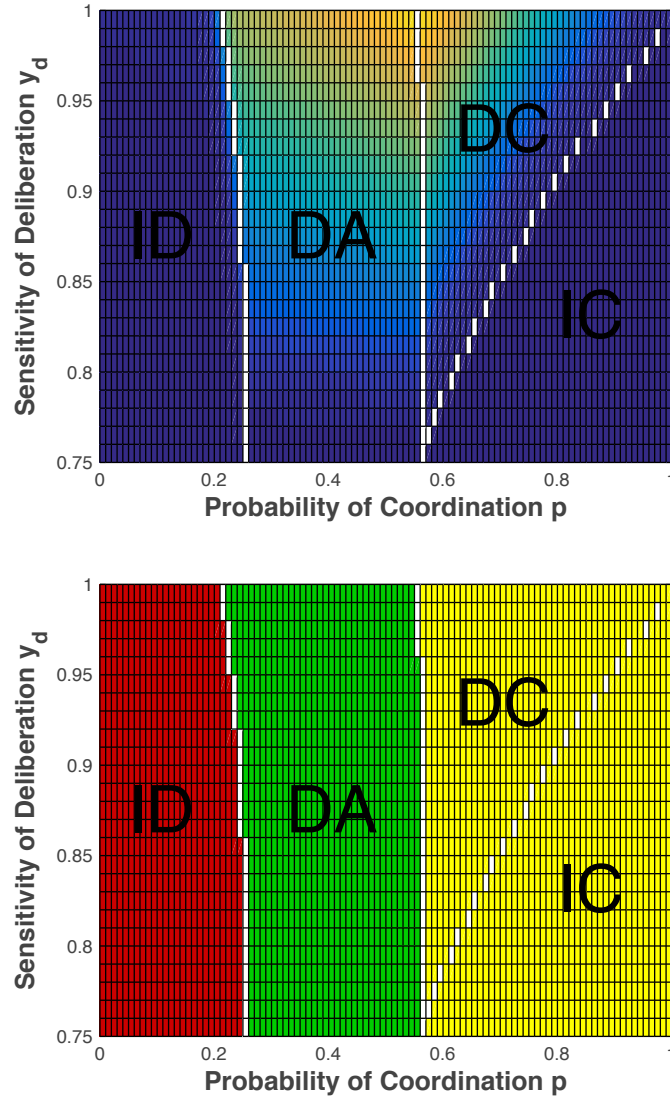 1
0.95
0.9
0.85
0.8
0.75
Sensitivity of Deliberation y_d
ID
DA
DC
IC
0 0.2 0.4 0.6 0.8 1
Probability of Coordination p
1
0.95
0.9
0.85
0.8
0.75
Sensitivity of Deliberation y_d
ID
DA
DC
IC
0 0.2 0.4 0.6 0.8 1
Probability of Coordination p